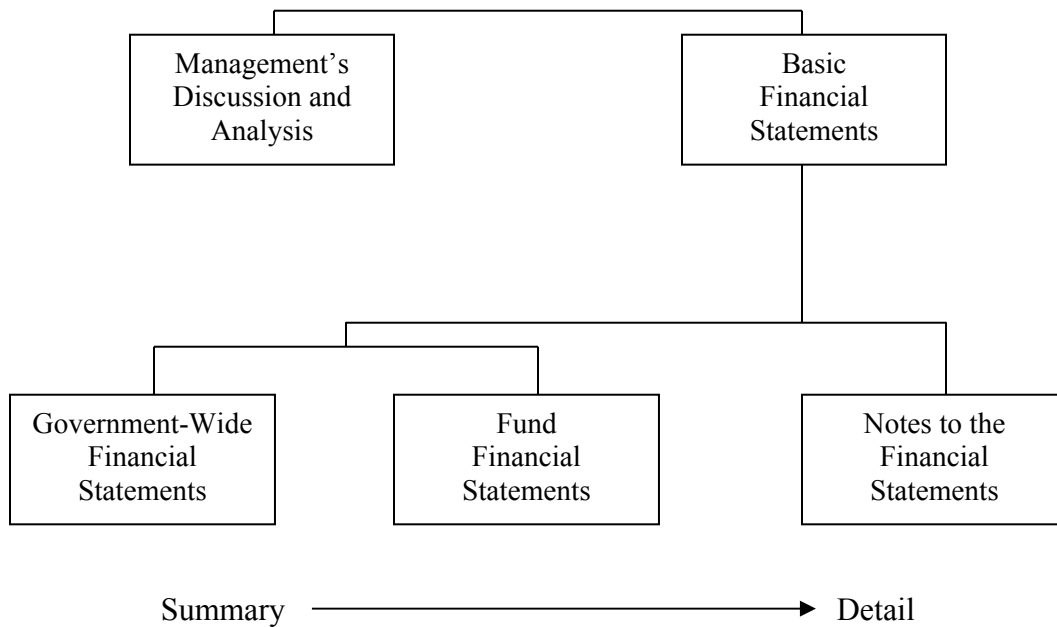 Management’s
Discussion and
Analysis
Basic
Financial
Statements
Government-Wide
Financial
Statements
Fund
Financial
Statements
Notes to the
Financial
Statements
Summary
Detail